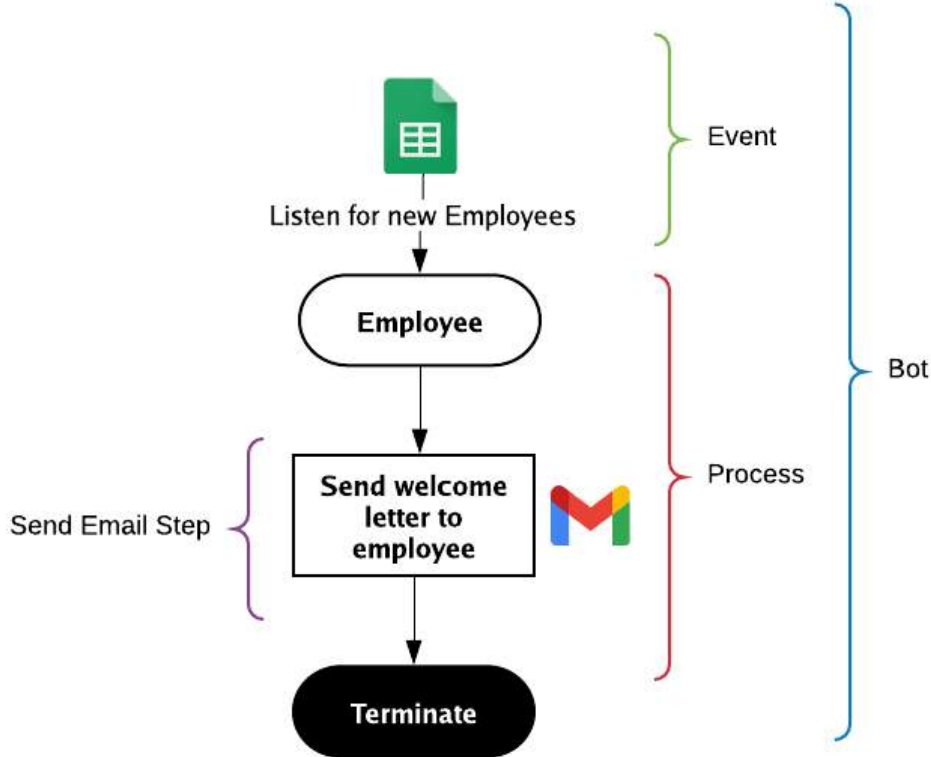 Event
Listen for new Employees
Employee
Bot
Process
Send welcome
letter to
employee
Send Email Step
Terminate